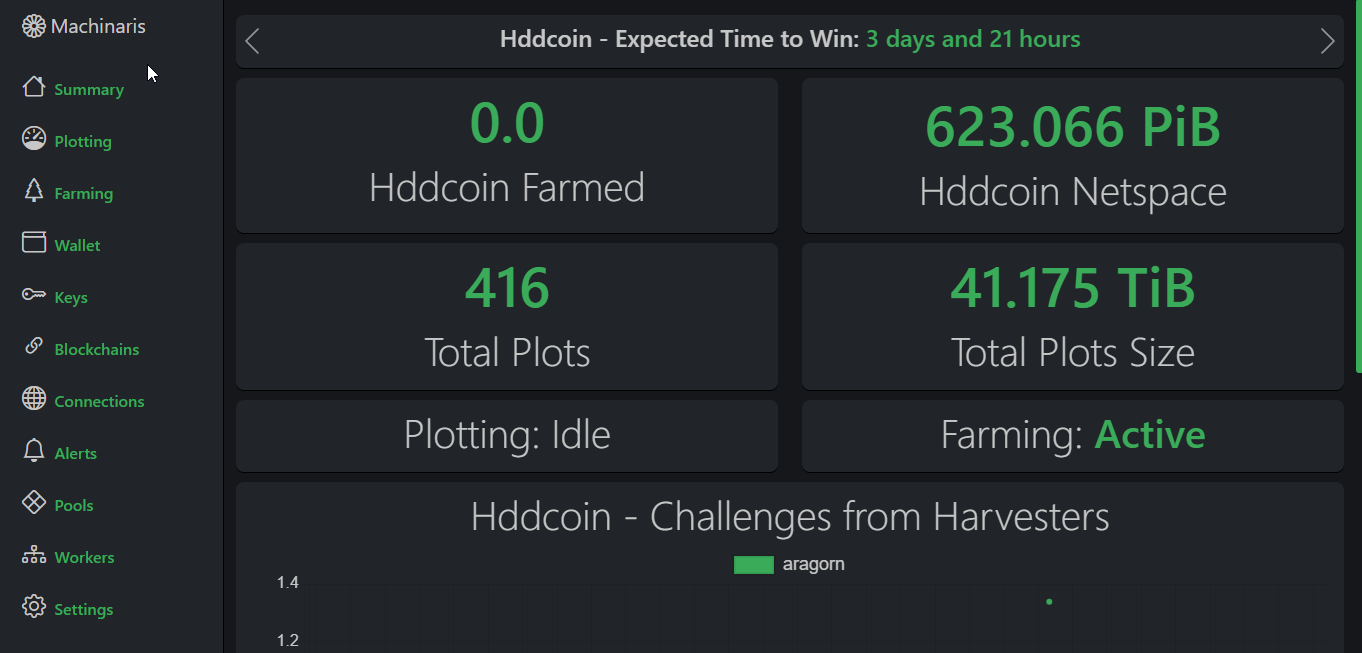 Machinaris
Summary
Plotting
Farming
Wallet
Keys
Blockchains
Connections
Alerts
Pools
Workers
Settings
Hddcoin - Expected Time to Win: 3 days and 21 hours
0.0
Hddcoin Farmed
623.066 PiB
Hddcoin Netspace
416
Total Plots
41.175 TiB
Total Plots Size
Plotting: Idle
Farming: Active
Hddcoin - Challenges from Harvesters
aragorn
1.4
1.2